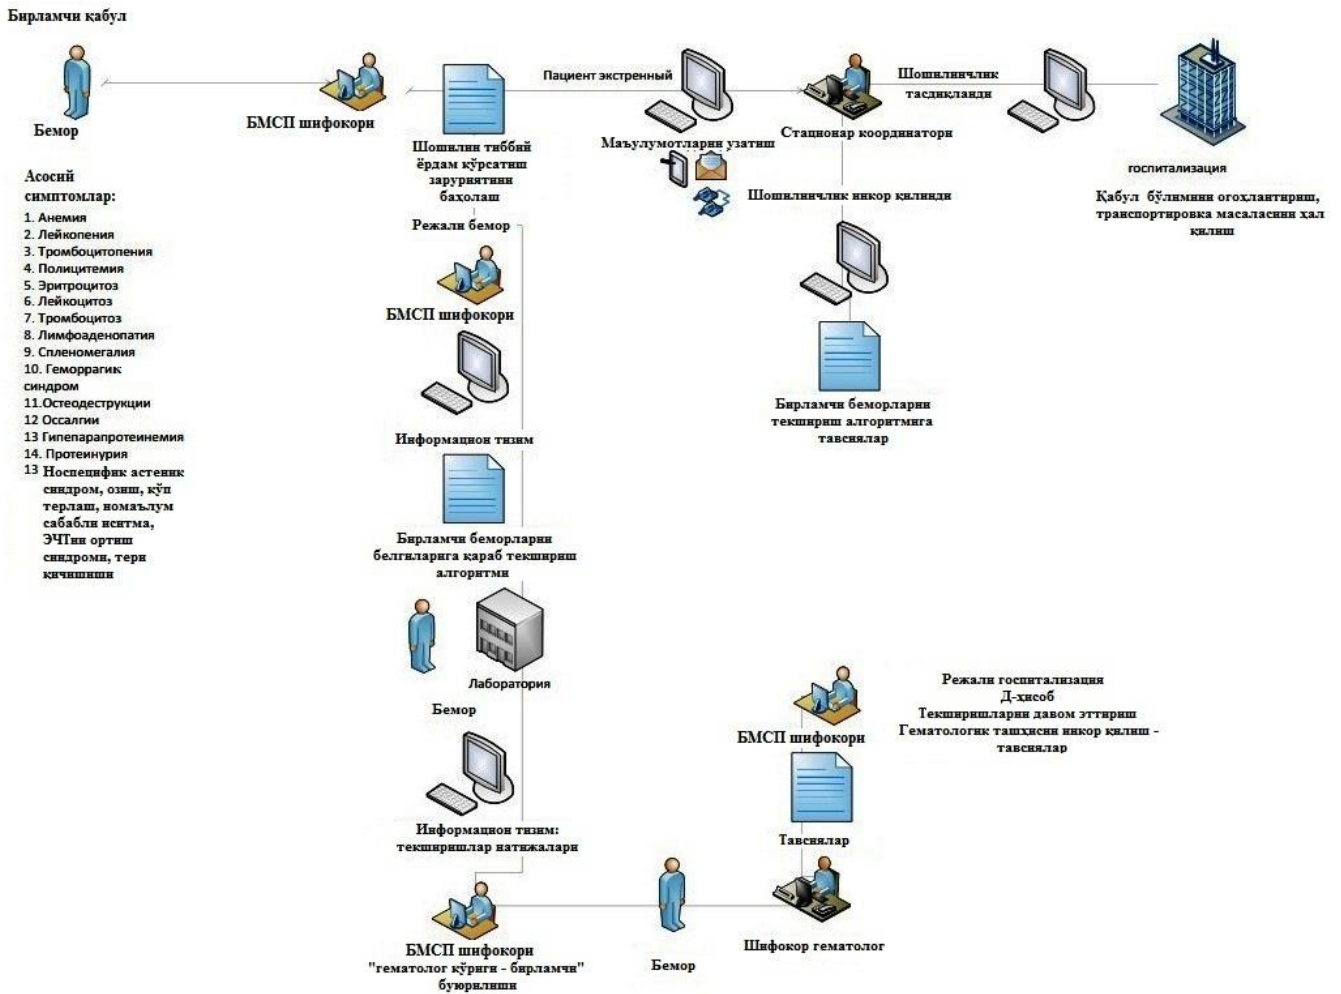 Бирламчи қабул
Бемор
БМСП шифокори
Шошилин тиббий
ёрдам кўрсатиш
заруриятини
баҳолаш
Пациент экстренный
Маъулумотларни узатиш
Стационар координатори
Шошилинчлик
тасдиқланди
госпитализация
Қабул бўлимини огоҳлантириш,
транспортировка масаласини ҳал
қилиш
Шошилинчлик инкор қилинди
Бирламчи беморларни
текшириш алгоритмига
тавсиялар
Асосий
симптомлар:
1. Анемия
2. Лейкопения
3. Тромбоцитопения
4. Полицитемия
5. Эритроцитоз
6. Лейкоцитоз
7. Тромбоцитоз
8. Лимфоаденопатия
9. Спленомегалия
10. Геморрагик
синдром
11.Остеодеструкции
12 Оссалгии
13 Гипепарапротеинемия
14. Протеинурия
13 Носпецифик астеник
синдром, озиш, кўп
терлаш, номаълум
сабабли иситма,
ЭЧТни ортиш
синдроми, тери
қичишиши
Режали бемор
БМСП шифокори
Информацион тизим
Бирламчи беморларни
белгиларига қараб текшириш
алгоритми
Лаборатория
Бемор
Информацион тизим:
текширишлар натижалари
БМСП шифокори
"гематолог кўриги - бирламчи"
буюрилиши
Бемор
Шифокор гематолог
Тавсиялар
БМСП шифокори
Режали госпитализация
Д-ҳисоб
Текширишларни давом эттириш
Гематологик ташҳисни инкор қилиш -
тавсиялар